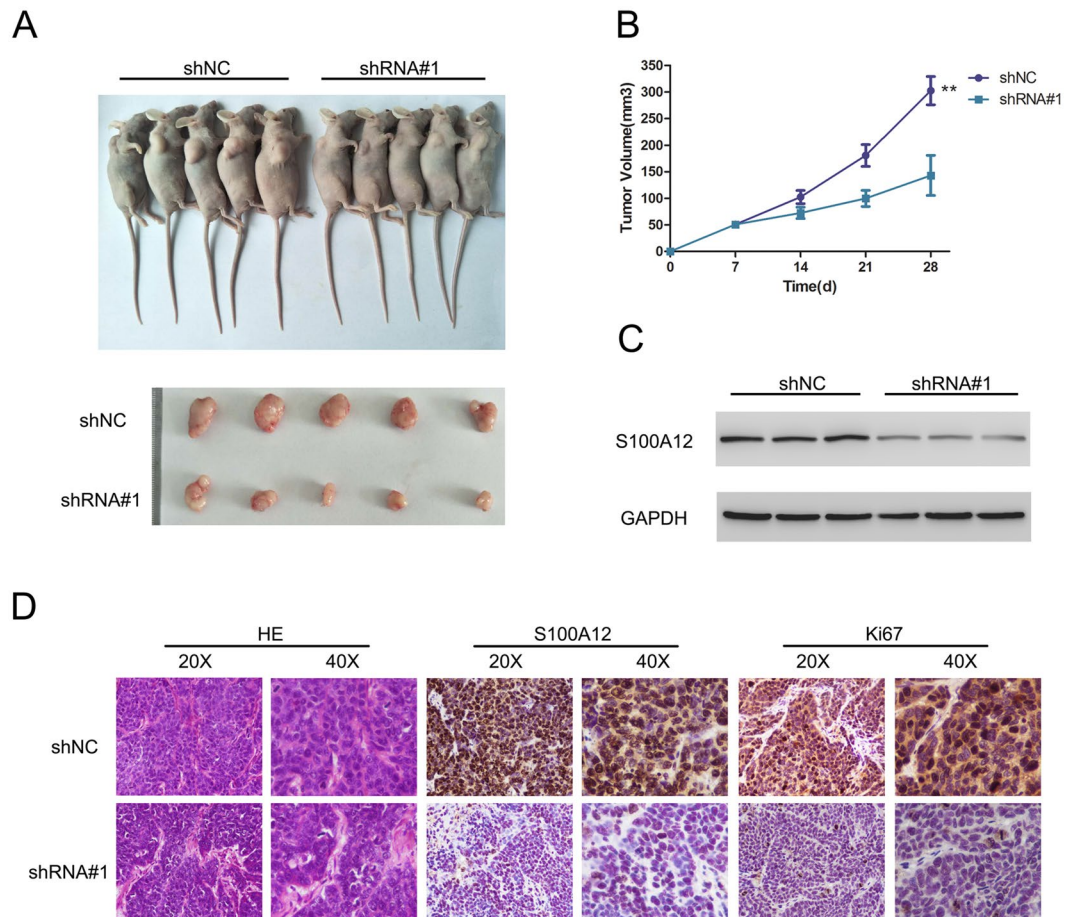 A
shNC shRNA#1
shNC
shRNA#1
B
350
300
250
200
150
100
50
0
0 7 14 21 28
Tumor Volume(mm3)
Time(d)
**
shNC
shRNA#1
C
shNC shRNA#1
S100A12
GAPDH
D
HE S100A12 Ki67
20X 40X 20X 40X 20X 40X
shNC
shRNA#1